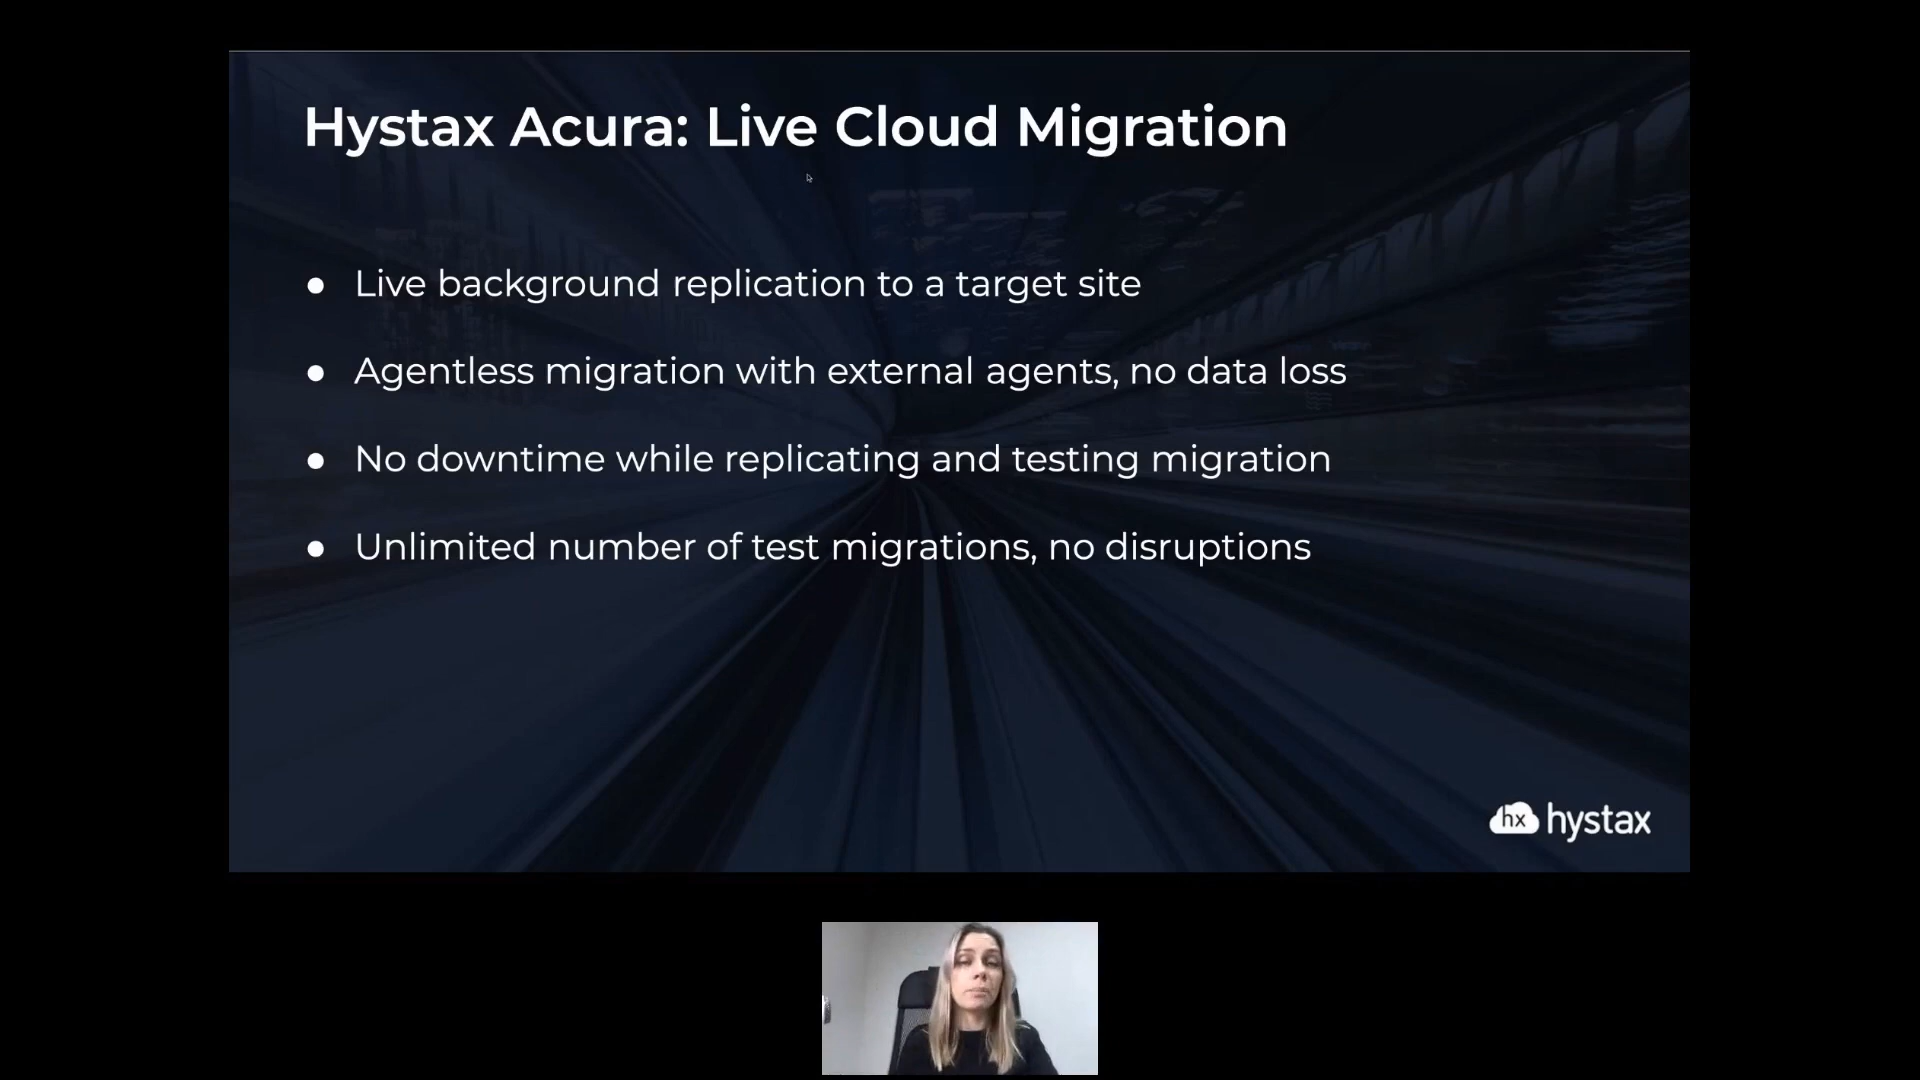 Hystax Acura: Live Cloud Migration
● Live background replication to a target site
● Agentless migration with external agents, no data loss
● No downtime while replicating and testing migration
● Unlimited number of test migrations, no disruptions
hx hystax